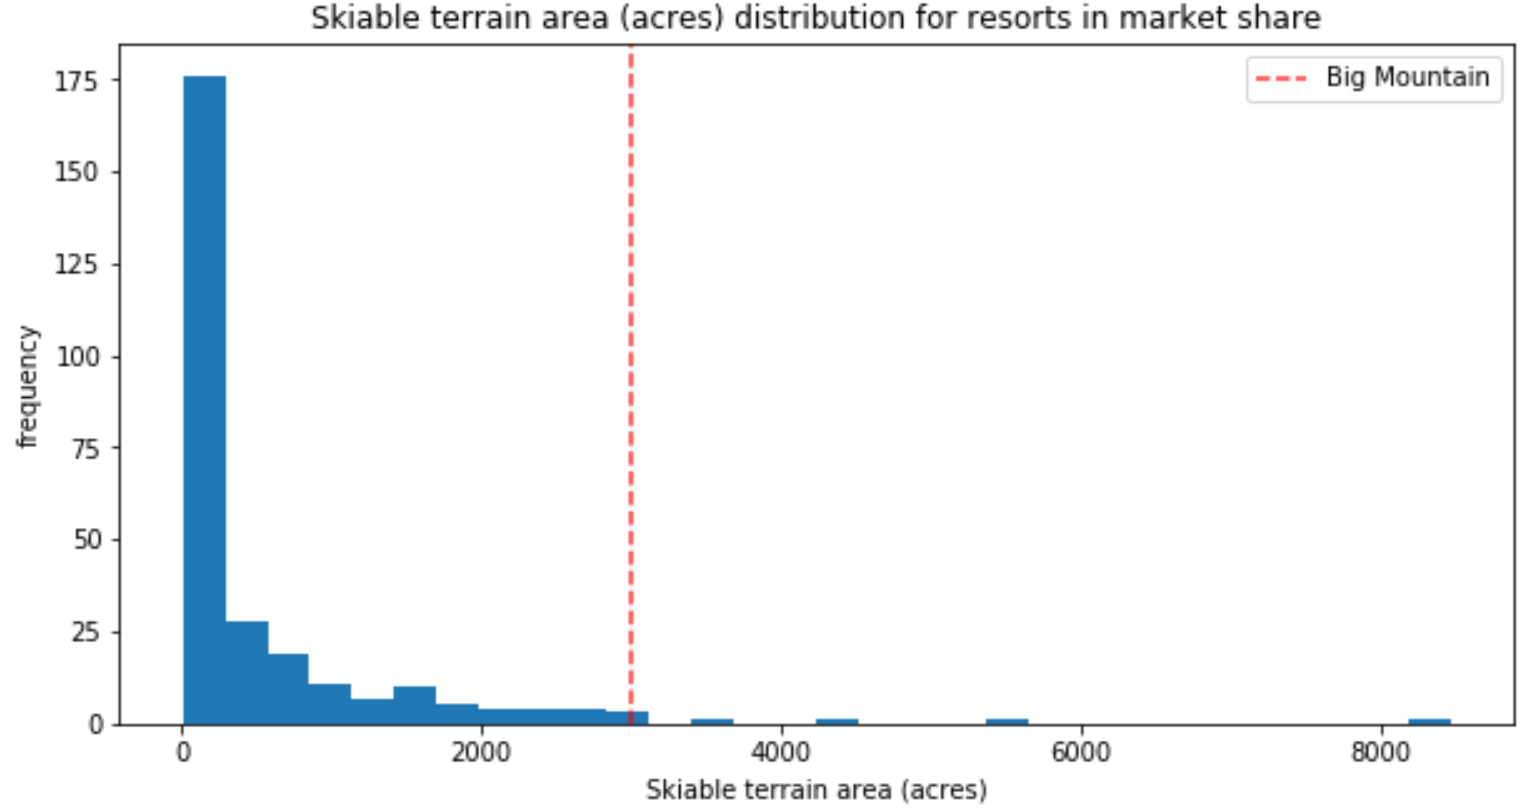 Skiable terrain area (acres) distribution for resorts in market share
Big Mountain
175
150
125
100
75
50
25
0
frequency
0 2000 4000 6000 8000
Skiable terrain area (acres)